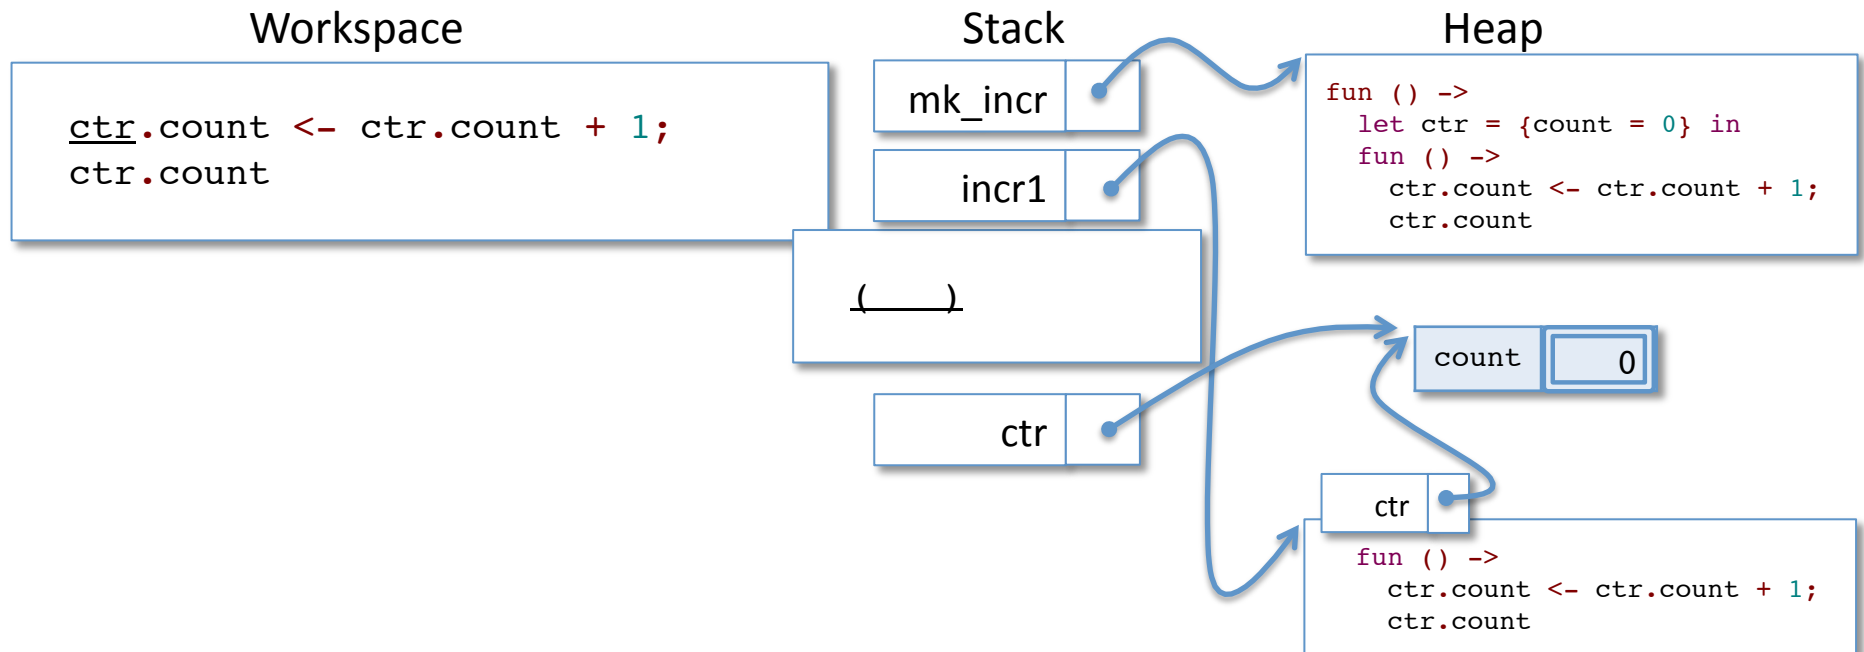 Workspace
Stack
Heap
ctr.count <- ctr.count + 1;
ctr.count
mk_incr
incr1
(    )
ctr
fun () ->
  let ctr = {count = 0} in
  fun () ->
    ctr.count <- ctr.count + 1;
    ctr.count
count 0
ctr
fun () ->
  ctr.count <- ctr.count + 1;
  ctr.count